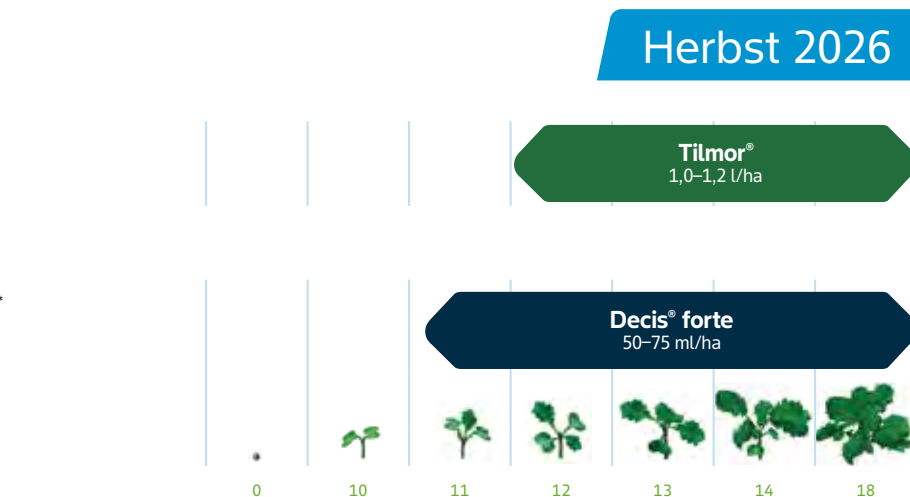 Herbst 2026
Tilmor®
1,0–1,2 l/ha
*
Decis® forte
50–75 ml/ha
0 10 11 12 13 14 18